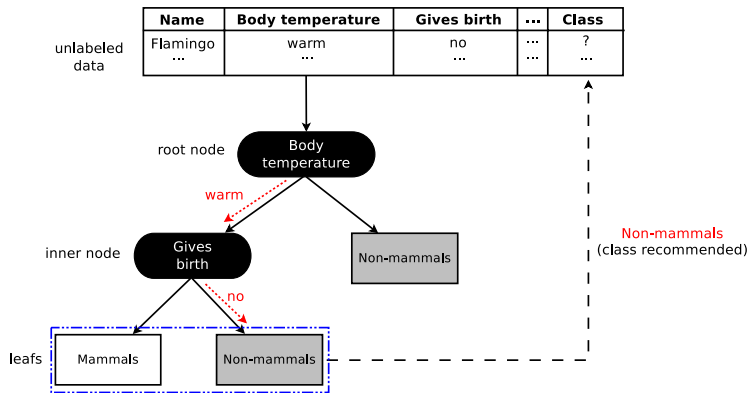 Name Body temperature Gives birth ... Class
unlabeled
data
Flamingo warm no ... ?
... ... ... ... ...
root node
Body
temperature
warm
inner node
Gives
birth
Non-mammals
Non-mammals
(class recommended)
no
leafs
Mammals
Non-mammals